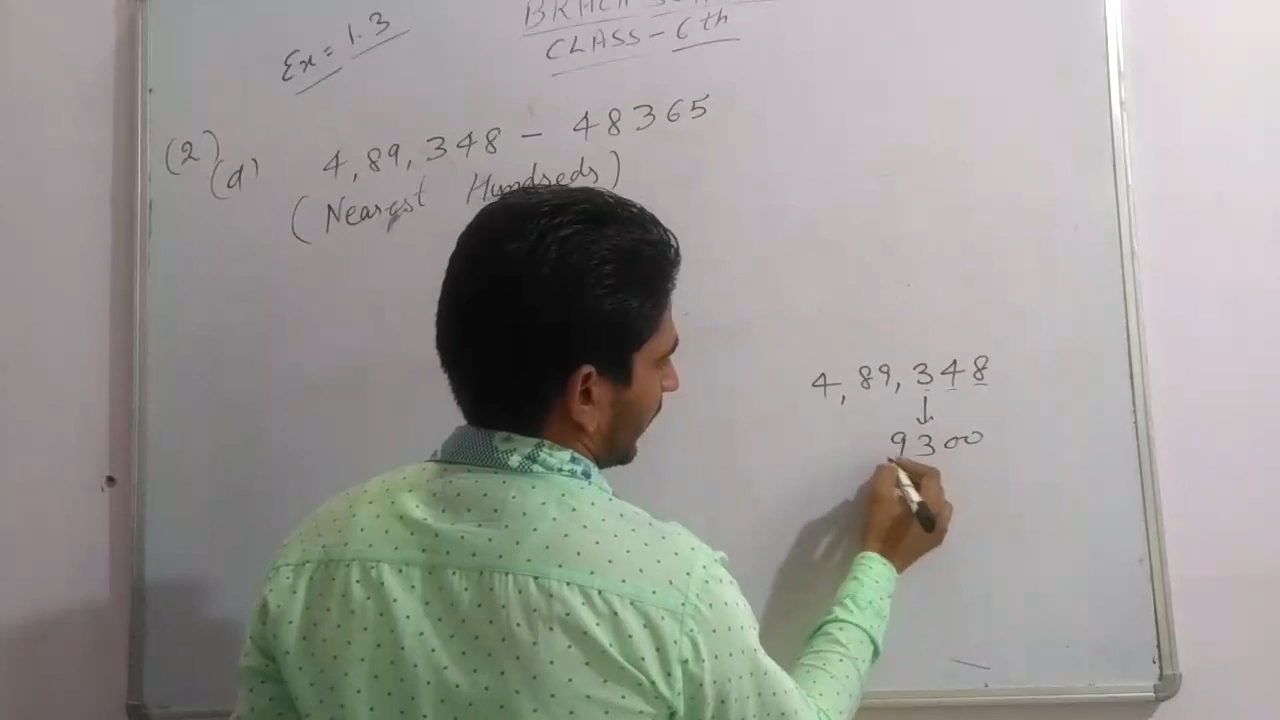 Ex = 1.3
CLASS - 6th
(2) (d) 4,89,348 - 48365
(Nearest Hundreds)
4,89,348
↓
9300